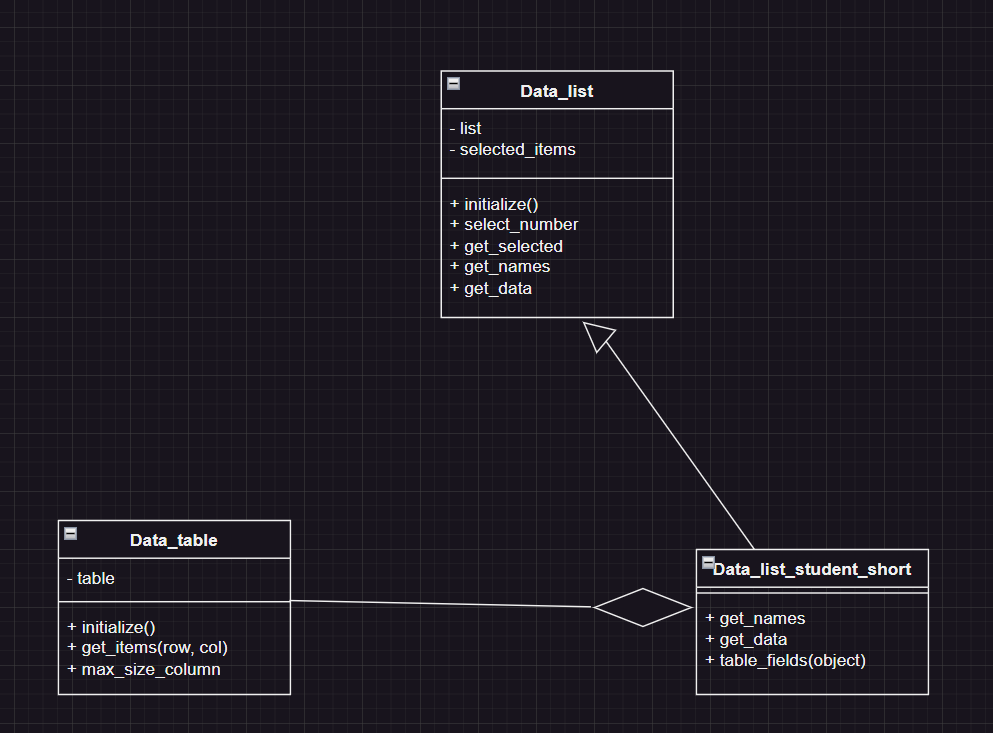 Data_list
- list
- selected_items
+ initialize()
+ select_number
+ get_selected
+ get_names
+ get_data
Data_table
- table
+ initialize()
+ get_items(row, col)
+ max_size_column
Data_list_student_short
+ get_names
+ get_data
+ table_fields(object)